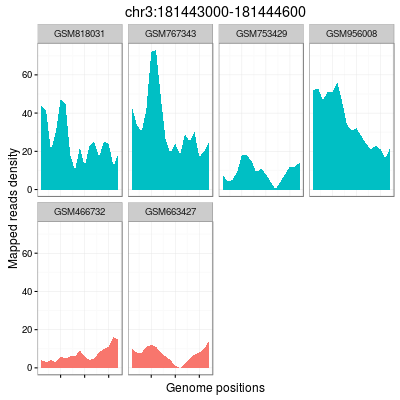 chr3:181443000-181444600
GSM818031 GSM767343 GSM753429 GSM956008
60
40
20
0
GSM466732 GSM663427
60
40
20
0
Mapped reads density
Genome positions